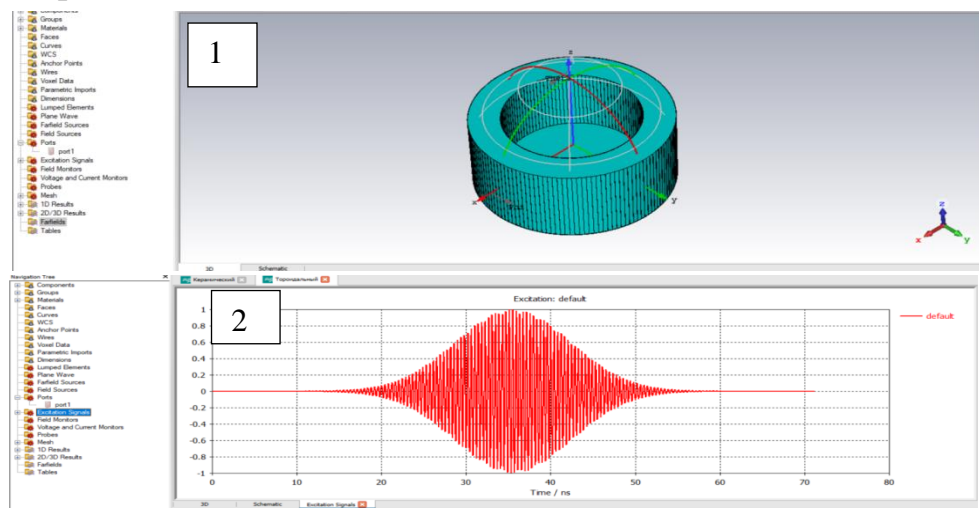 Components
Groups
Materials
Faces
Curves
WCS
Anchor Points
Wires
Voxel Data
Parametric Imports
Dimensions
Lumped Elements
Plane Wave
Farfield Sources
Field Sources
Ports
port1
Excitation Signals
Field Monitors
Voltage and Current Monitors
Probes
Mesh
1D Results
2D/3D Results
Farfields
Tables
1
z
x
y
z
x
y
3D Schematic
Navigation Tree
Components
Groups
Materials
Faces
Curves
WCS
Anchor Points
Wires
Voxel Data
Parametric Imports
Dimensions
Lumped Elements
Plane Wave
Farfield Sources
Field Sources
Ports
port1
Excitation Signals
Field Monitors
Voltage and Current Monitors
Probes
Mesh
1D Results
2D/3D Results
Farfields
Tables
Керамический Тороидальный
2
Excitation: default
default
1
0.8
0.6
0.4
0.2
0
-0.2
-0.4
-0.6
-0.8
-1
0 10 20 30 40 50 60 70 80
Time / ns
3D Schematic Excitation Signals